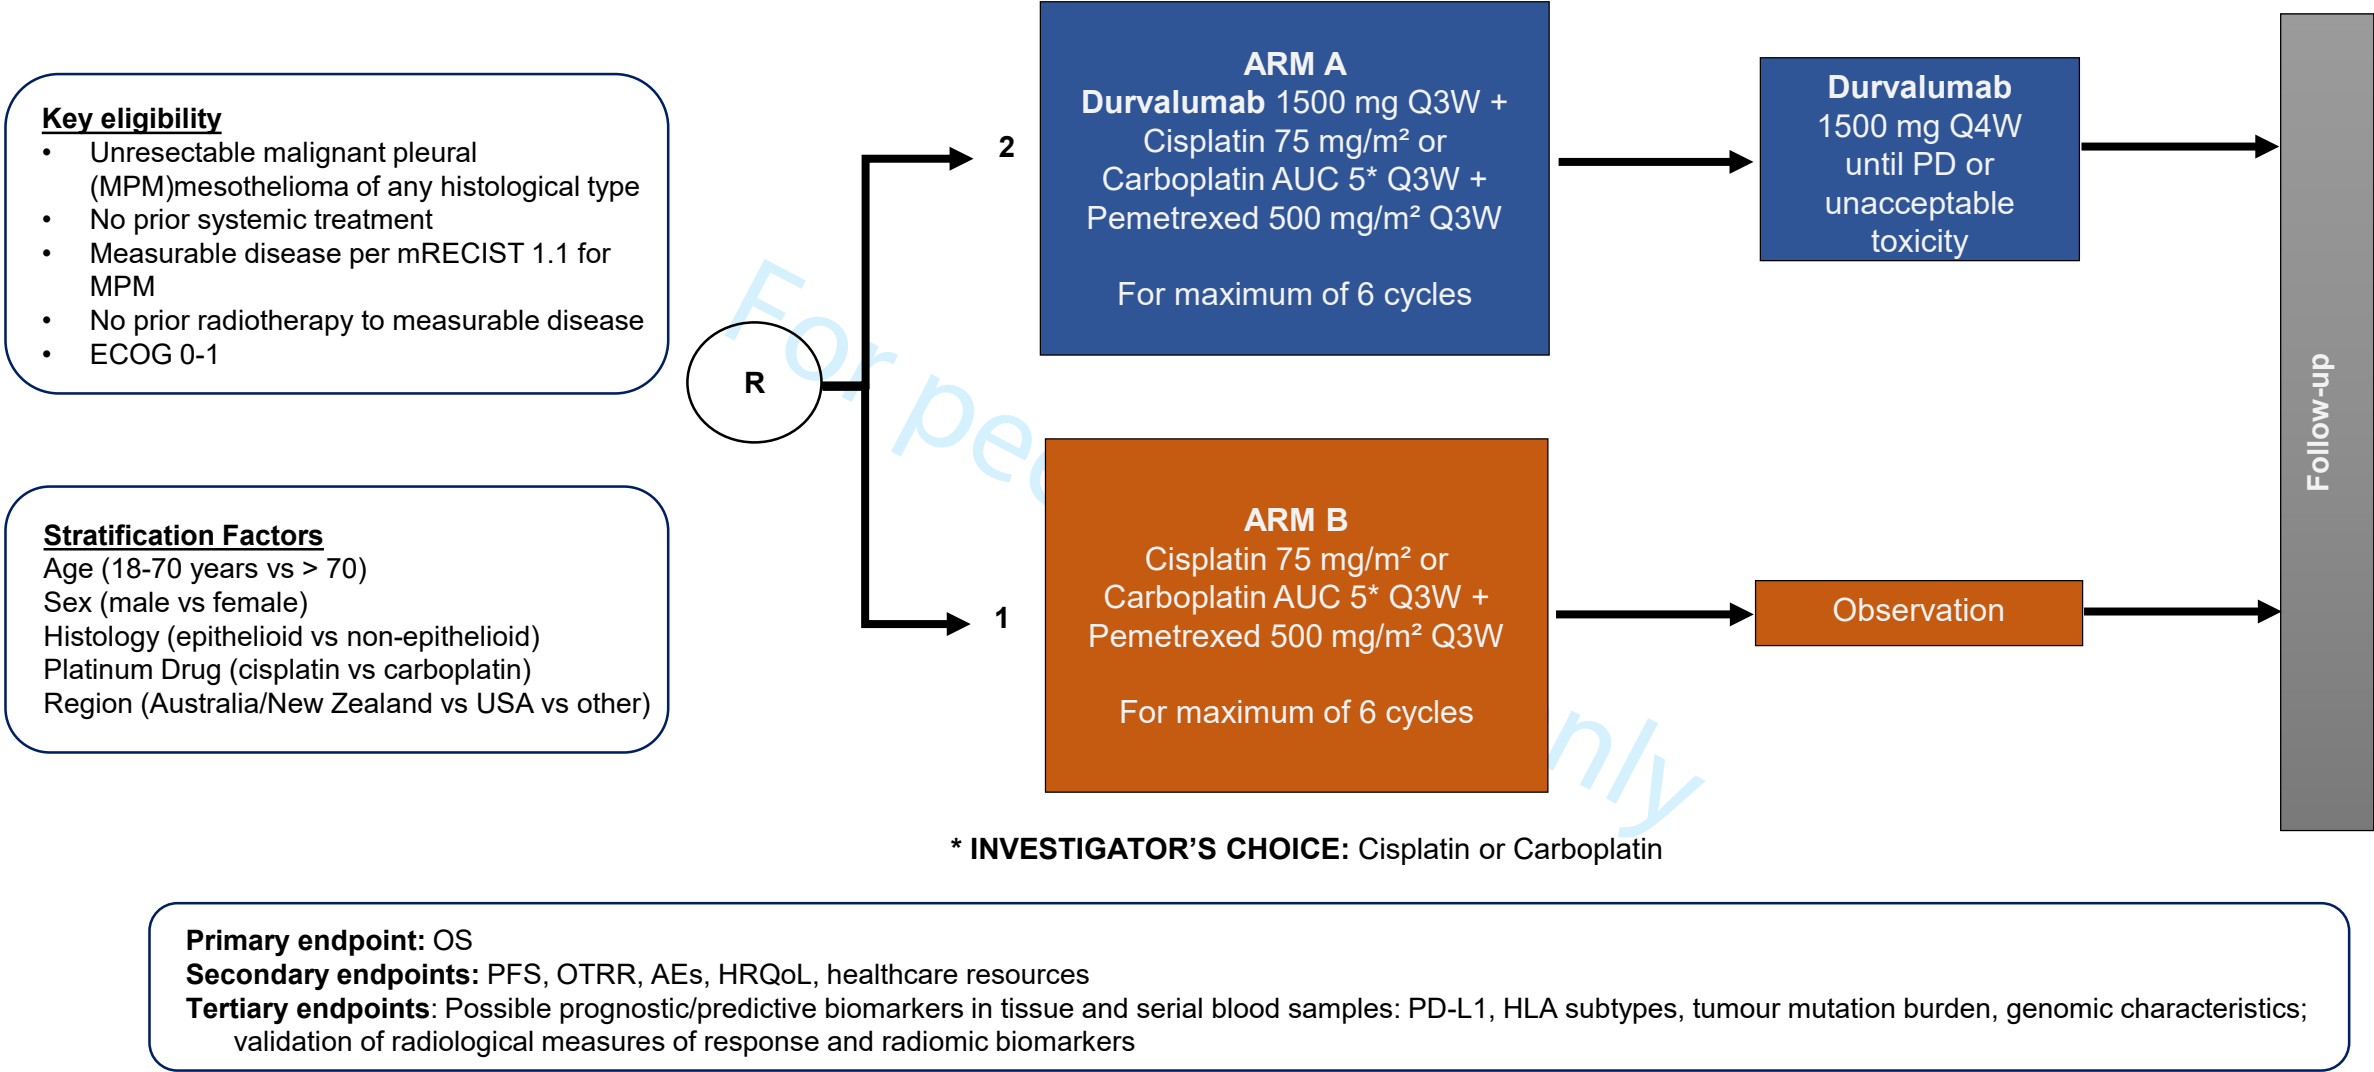 Key eligibility
• Unresectable malignant pleural
(MPM)mesothelioma of any histological type
• No prior systemic treatment
• Measurable disease per mRECIST 1.1 for
MPM
• No prior radiotherapy to measurable disease
• ECOG 0-1
Stratification Factors
Age (18-70 years vs > 70)
Sex (male vs female)
Histology (epithelioid vs non-epithelioid)
Platinum Drug (cisplatin vs carboplatin)
Region (Australia/New Zealand vs USA vs other)
R
2
1
ARM A
Durvalumab 1500 mg Q3W +
Cisplatin 75 mg/m² or
Carboplatin AUC 5* Q3W +
Pemetrexed 500 mg/m² Q3W
For maximum of 6 cycles
Durvalumab
1500 mg Q4W
until PD or
unacceptable
toxicity
ARM B
Cisplatin 75 mg/m² or
Carboplatin AUC 5* Q3W +
Pemetrexed 500 mg/m² Q3W
For maximum of 6 cycles
Observation
Follow-up
* INVESTIGATOR’S CHOICE: Cisplatin or Carboplatin
Primary endpoint: OS
Secondary endpoints: PFS, OTRR, AEs, HRQoL, healthcare resources
Tertiary endpoints: Possible prognostic/predictive biomarkers in tissue and serial blood samples: PD-L1, HLA subtypes, tumour mutation burden, genomic characteristics;
validation of radiological measures of response and radiomic biomarkers
For